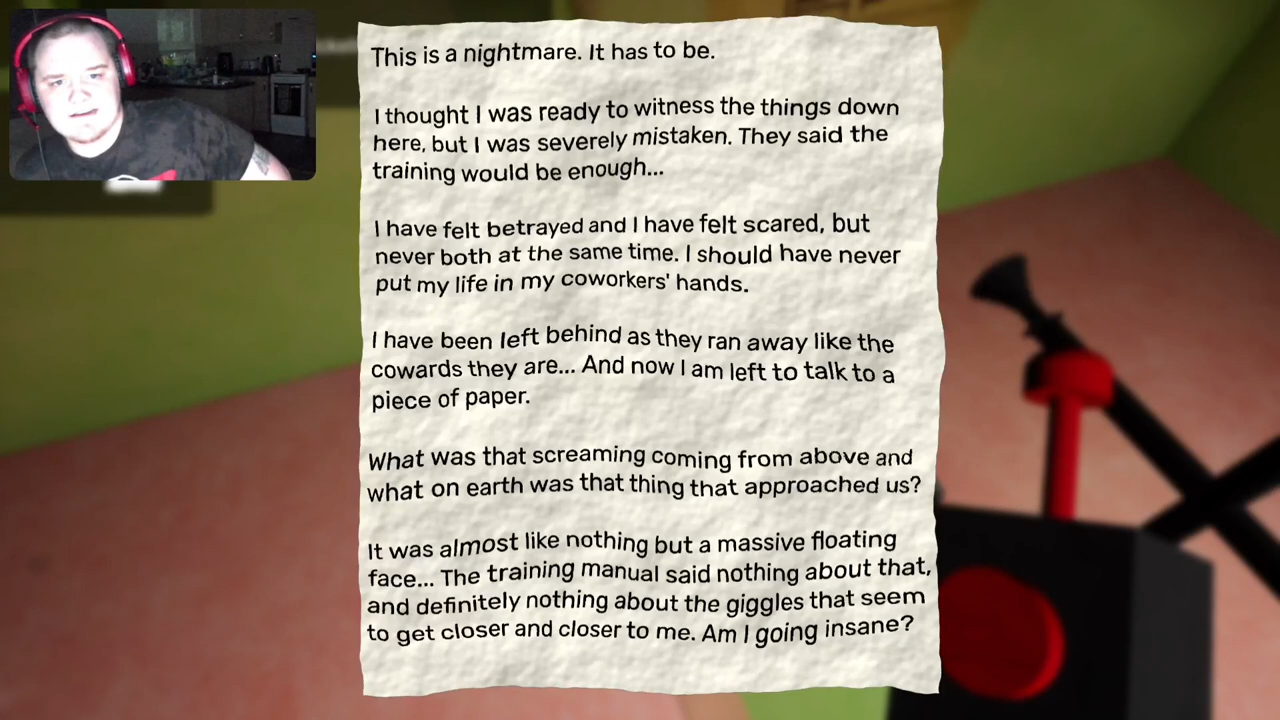 This is a nightmare. It has to be.
I thought I was ready to witness the things down
here, but I was severely mistaken. They said the
training would be enough...
I have felt betrayed and I have felt scared, but
never both at the same time. I should have never
put my life in my coworkers' hands.
I have been left behind as they ran away like the
cowards they are... And now I am left to talk to a
piece of paper.
What was that screaming coming from above and
what on earth was that thing that approached us?
It was almost like nothing but a massive floating
face... The training manual said nothing about that,
and definitely nothing about the giggles that seem
to get closer and closer to me. Am I going insane?